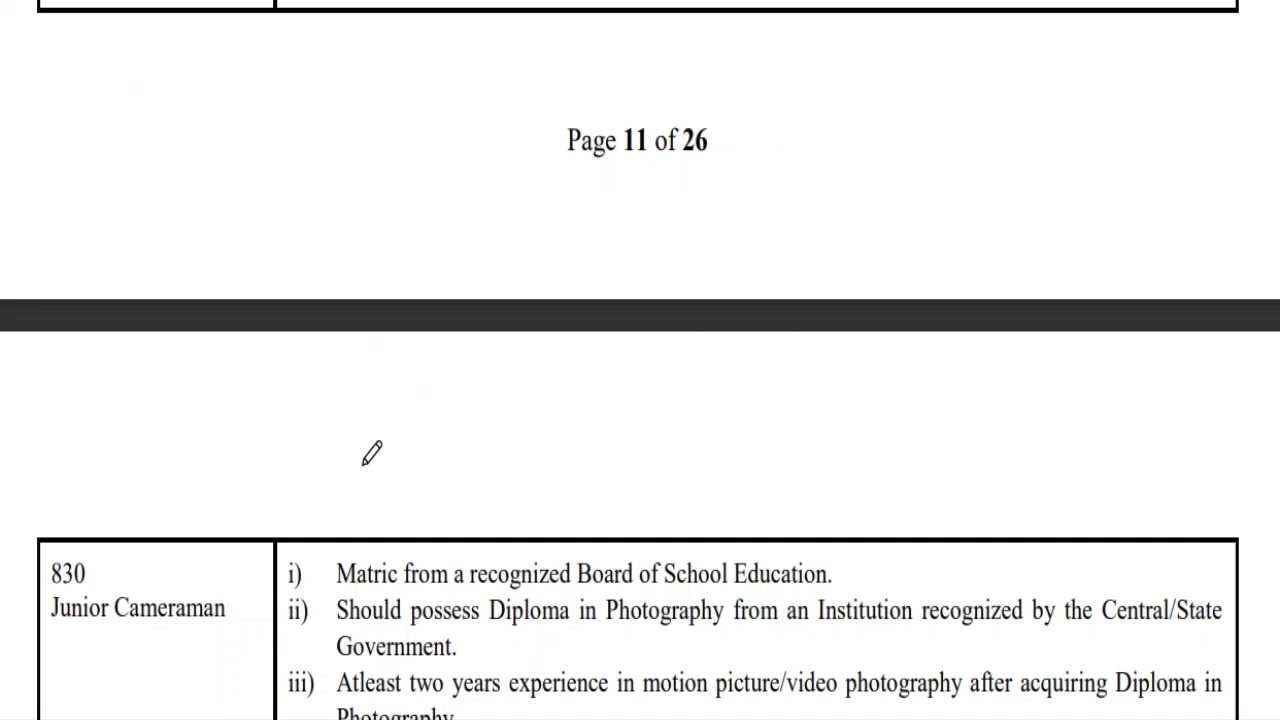 Page 11 of 26
830
Junior Cameraman
i) Matric from a recognized Board of School Education.
ii) Should possess Diploma in Photography from an Institution recognized by the Central/State
Government.
iii) Atleast two years experience in motion picture/video photography after acquiring Diploma in
Photography